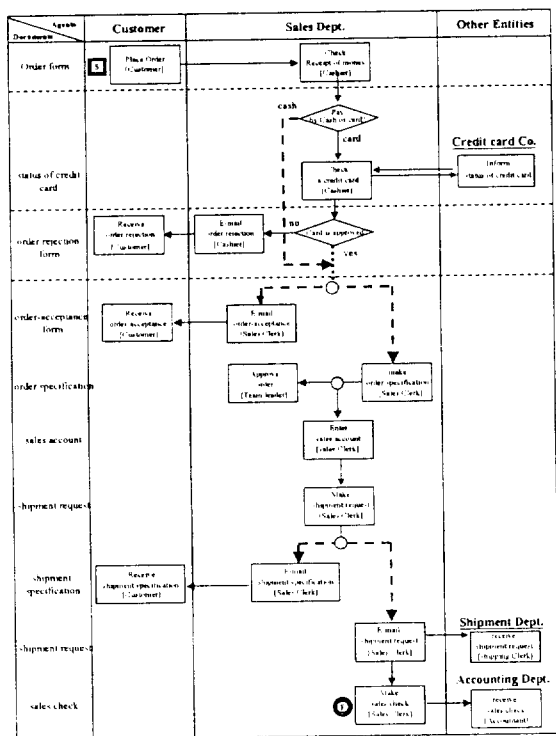 Agents
Documents
Customer
Sales Dept.
Other Entities
Order form
S
Place Order
[Customer]
Check
Receipt of money
[Cashier]
cash
Pay
by Cash or card?
card
Credit card Co.
status of credit
card
Check
a credit card
[Cashier]
Inform
status of credit card
order rejection
form
Receive
order rejection
[Customer]
E-mail
order rejection
[Cashier]
no
Card is approved
yes
order-acceptance
form
Receive
order-acceptance
[Customer]
E-mail
order-acceptance
[Sales Clerk]
order specification
Approve
order
[Team leader]
make
order specification
[Sales Clerk]
sales account
Enter
sales account
[sales Clerk]
shipment request
Make
shipment request
[Sales Clerk]
shipment
specification
Receive
shipment specification
[Customer]
E-mail
shipment specification
[Sales Clerk]
Shipment Dept.
shipment request
E-mail
shipment request
[Sales Clerk]
receive
shipment request
[shipping Clerk]
Accounting Dept.
sales check
Make
sales check
[Sales Clerk]
receive
sales check
[Accountant]